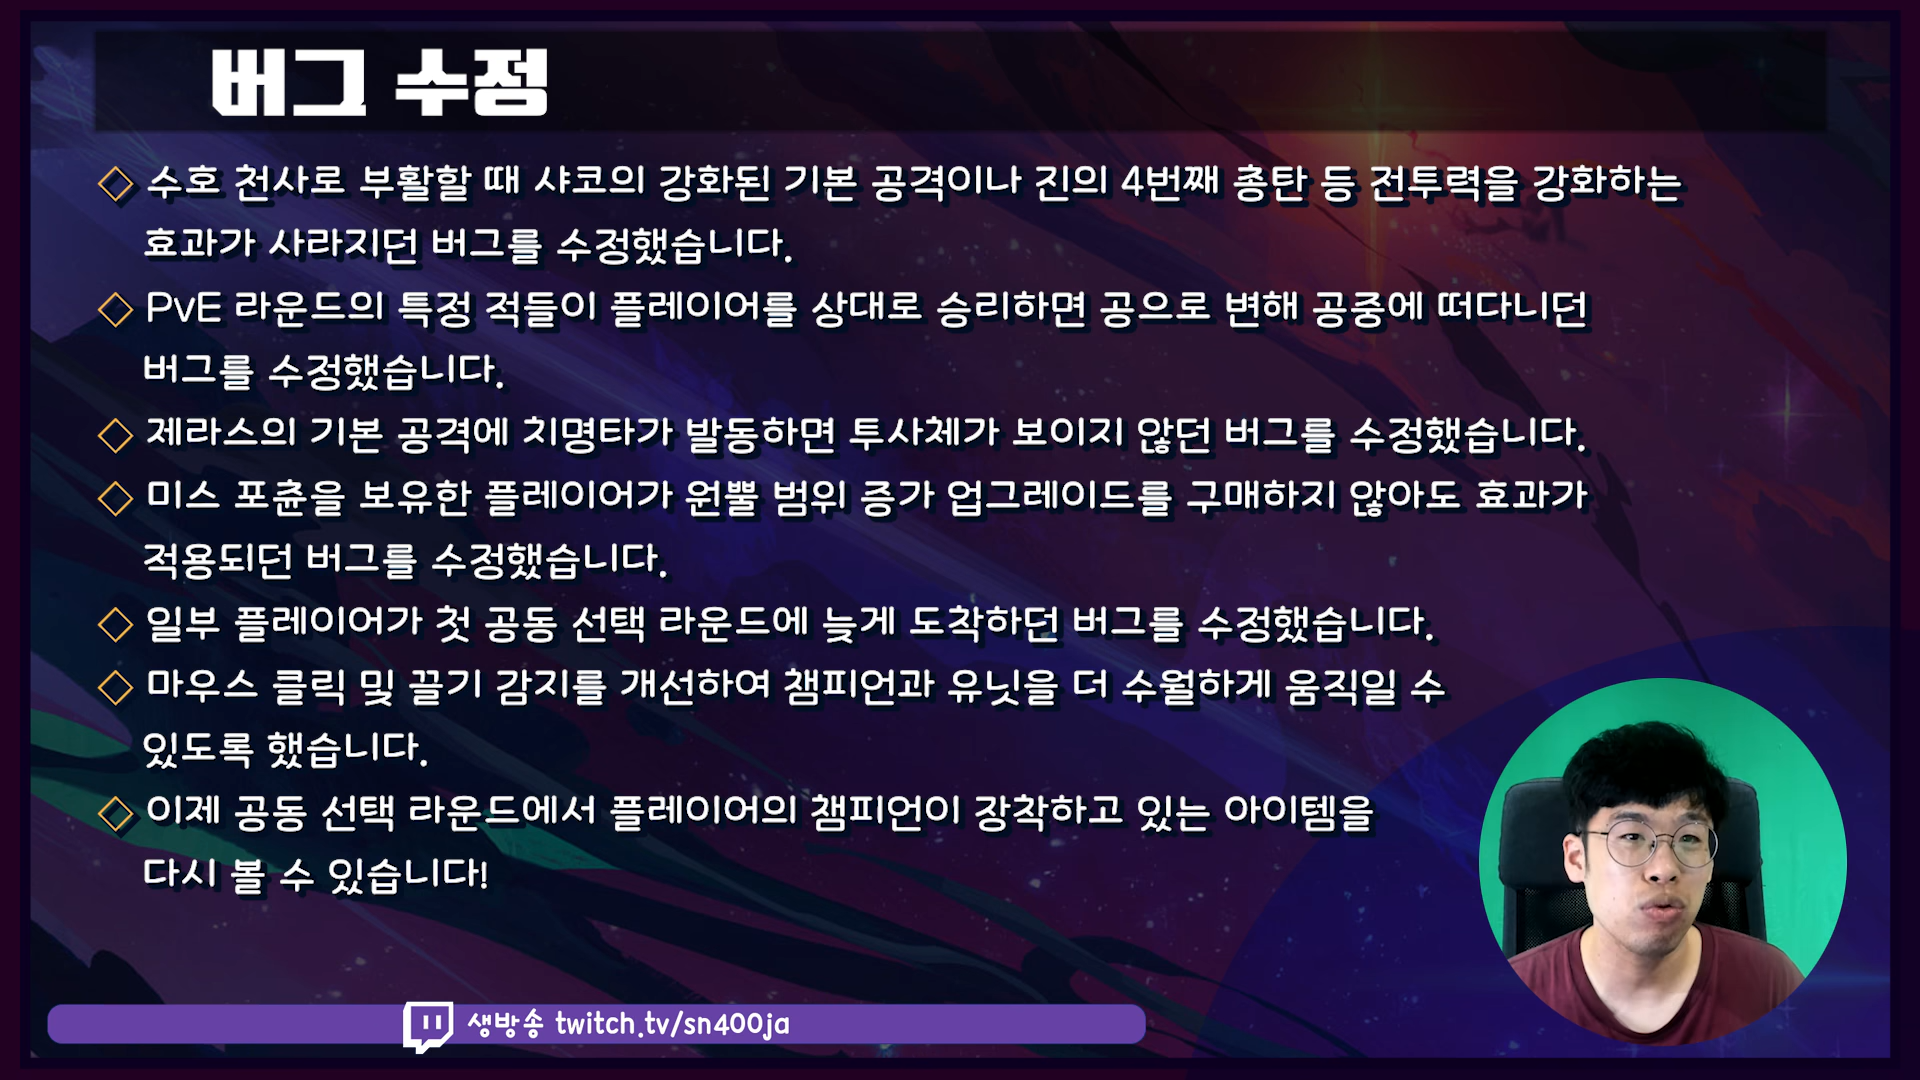 버그 수정
수호 천사로 부활할 때 샤코의 강화된 기본 공격이나 진의 4번째 총탄 등 전투력을 강화하는
효과가 사라지던 버그를 수정했습니다.
PvE 라운드의 특정 적들이 플레이어를 상대로 승리하면 공으로 변해 공중에 떠다니던
버그를 수정했습니다.
제라스의 기본 공격에 치명타가 발동하면 투사체가 보이지 않던 버그를 수정했습니다.
미스 포츈을 보유한 플레이어가 원뿔 범위 증가 업그레이드를 구매하지 않아도 효과가
적용되던 버그를 수정했습니다.
일부 플레이어가 첫 공동 선택 라운드에 늦게 도착하던 버그를 수정했습니다.
마우스 클릭 및 끌기 감지를 개선하여 챔피언과 유닛을 더 수월하게 움직일 수
있도록 했습니다.
이제 공동 선택 라운드에서 플레이어의 챔피언이 장착하고 있는 아이템을
다시 볼 수 있습니다!
생방송 twitch.tv/sn400ja